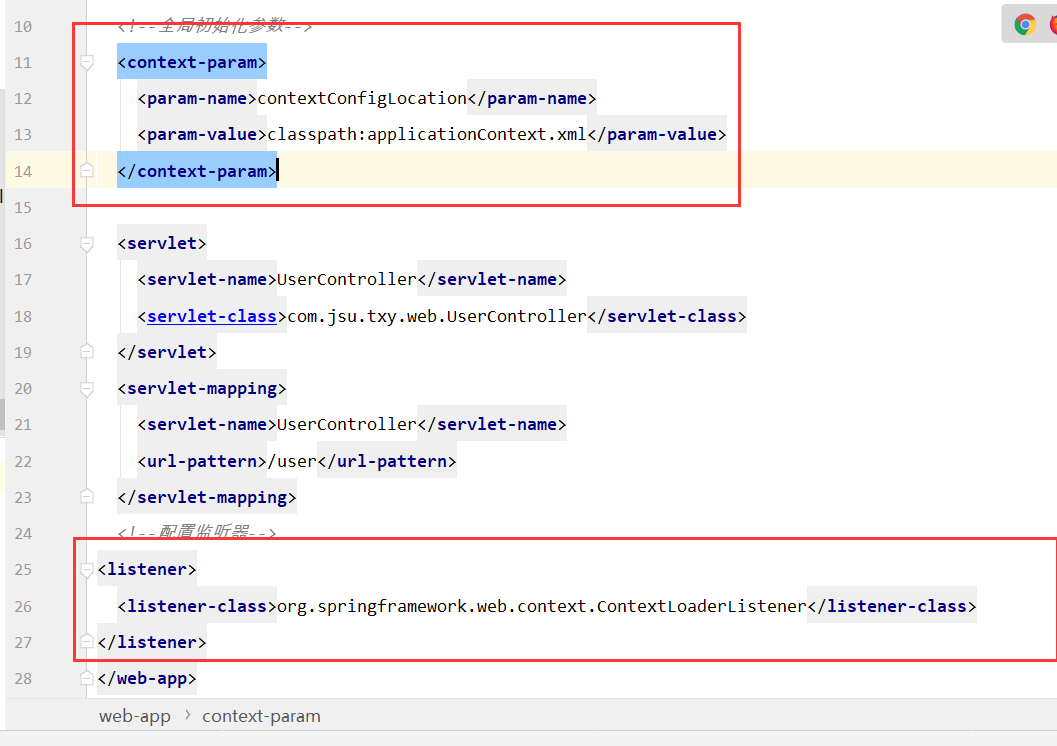 10 <!--全局初始化参数-->
11 <context-param>
12 <param-name>contextConfigLocation</param-name>
13 <param-value>classpath:applicationContext.xml</param-value>
14 </context-param>
15
16 <servlet>
17 <servlet-name>UserController</servlet-name>
18 <servlet-class>com.jsu.txy.web.UserController</servlet-class>
19 </servlet>
20 <servlet-mapping>
21 <servlet-name>UserController</servlet-name>
22 <url-pattern>/user</url-pattern>
23 </servlet-mapping>
24 <!--配置监听器-->
25 <listener>
26 <listener-class>org.springframework.web.context.ContextLoaderListener</listener-class>
27 </listener>
28 </web-app>
web-app › context-param